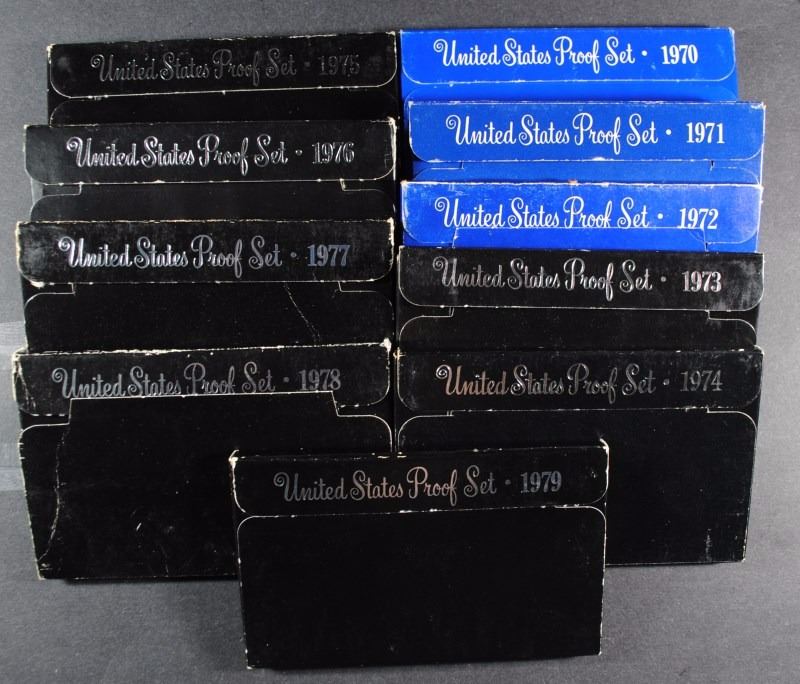 United States Proof Set · 1975
United States Proof Set · 1976
United States Proof Set · 1977
United States Proof Set · 1978
United States Proof Set · 1970
United States Proof Set · 1971
United States Proof Set · 1972
United States Proof Set · 1973
United States Proof Set · 1974
United States Proof Set · 1979